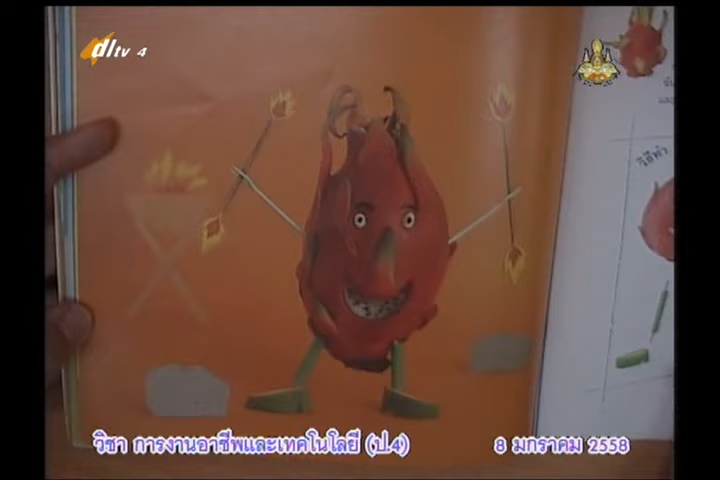 dltv 4
วิธีทำ
วิชา การงานอาชีพและเทคโนโลยี (ป.4)
8 มกราคม 2558